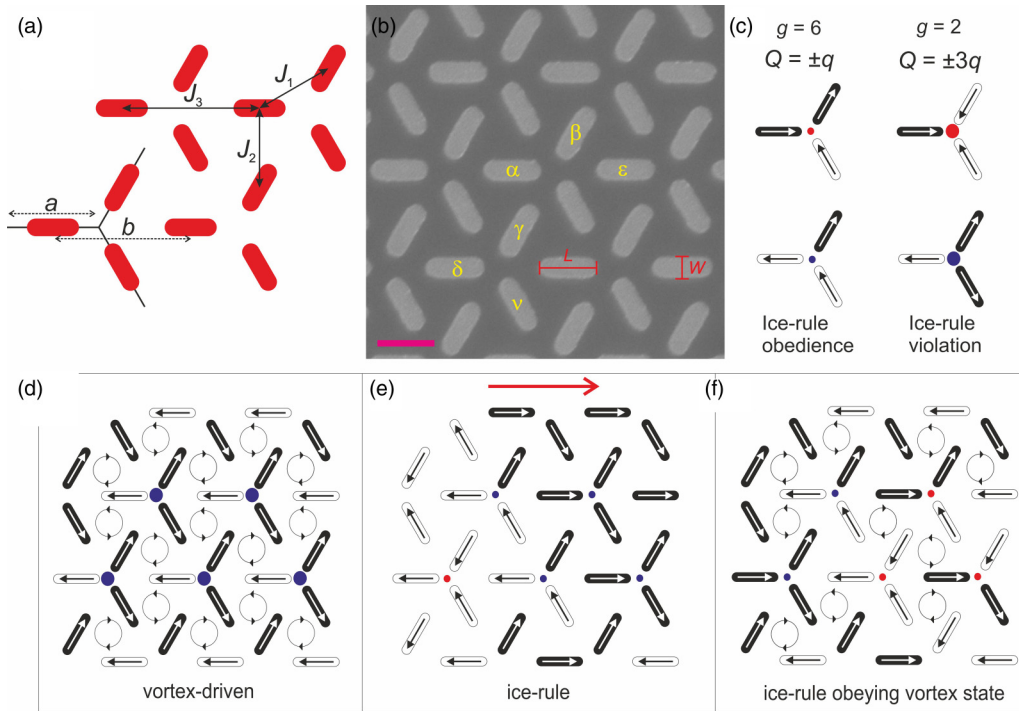 (a)
J₁
J₃
J₂
a
b
(b)
β
α
ε
γ
δ
L
W
ν
(c)
g = 6
g = 2
Q = ±q
Q = ±3q
Ice-rule
obedience
Ice-rule
violation
(d)
vortex-driven
(e)
ice-rule
(f)
ice-rule obeying vortex state